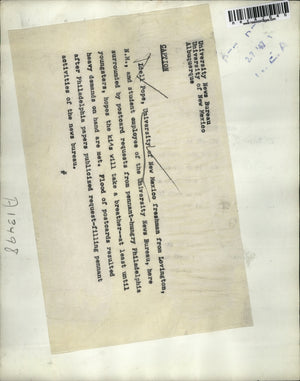 University News Bureau
University of New Mexico
Albuquerque
CAPTION
Pope, University of New Mexico freshman from Lovington,
N.M., and student employee of the University News Bureau, here
surrounded by postcard requests from pennant-hungry Philadelphia
youngsters, hopes the kids will take a breather--at least until
heavy demands on hand are met. Flood of postcards resulted
after Philadelphia papers publicized request-filling pennant
activities of the news bureau.
#
A13498